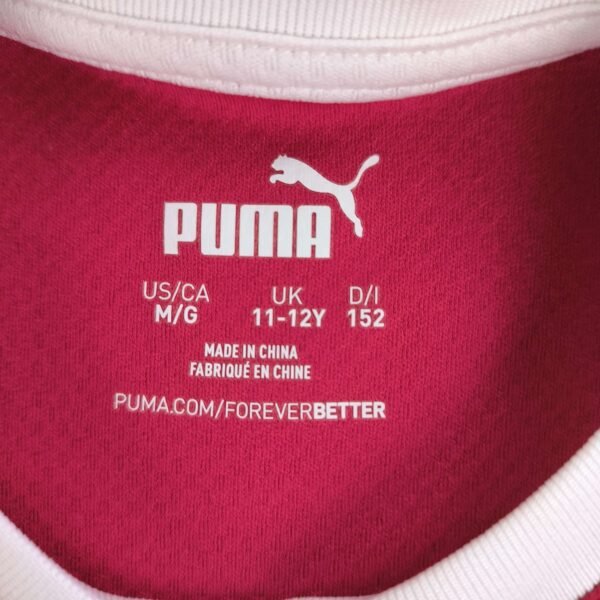 PUMA
US/CA UK D/I
M/G 11-12Y 152
MADE IN CHINA
FABRIQUÉ EN CHINE
PUMA.COM/FOREVERBETTER